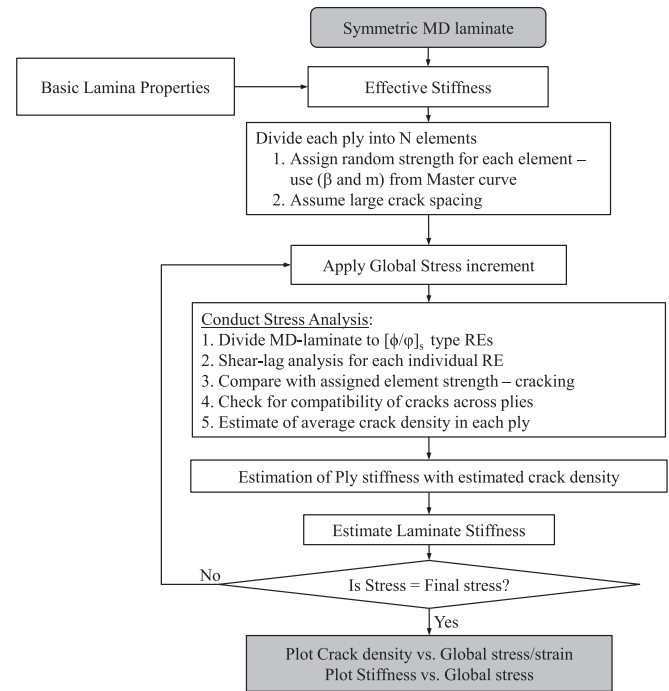 Symmetric MD laminate
Basic Lamina Properties
Effective Stiffness
Divide each ply into N elements
1. Assign random strength for each element –
use (β and m) from Master curve
2. Assume large crack spacing
Apply Global Stress increment
Conduct Stress Analysis:
1. Divide MD-laminate to [ϕ/φ]s type REs
2. Shear-lag analysis for each individual RE
3. Compare with assigned element strength – cracking
4. Check for compatibility of cracks across plies
5. Estimate of average crack density in each ply
Estimation of Ply stiffness with estimated crack density
Estimate Laminate Stiffness
No
Is Stress = Final stress?
Yes
Plot Crack density vs. Global stress/strain
Plot Stiffness vs. Global stress